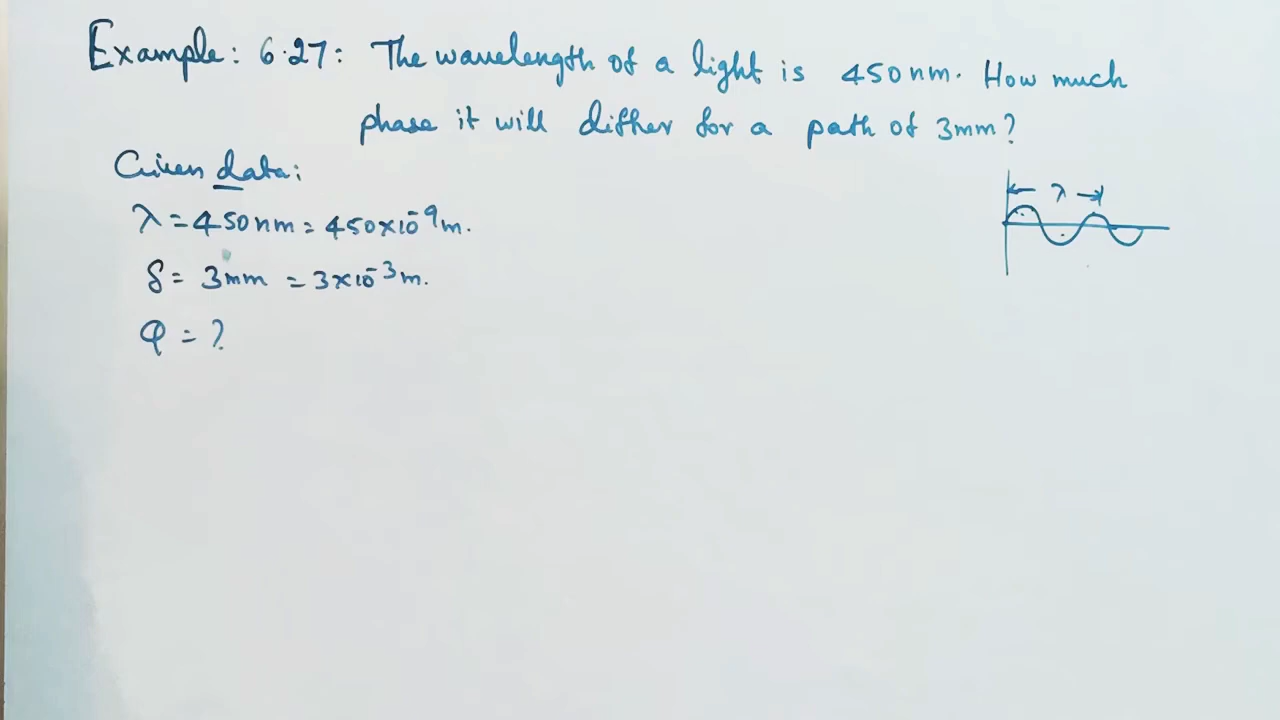 Example: 6.27: The wavelength of a light is 450nm. How much
phase it will differ for a path of 3mm?
Given data:
λ = 450nm = 450×10⁻⁹m.
δ = 3mm = 3×10⁻³m.
φ = ?
λ